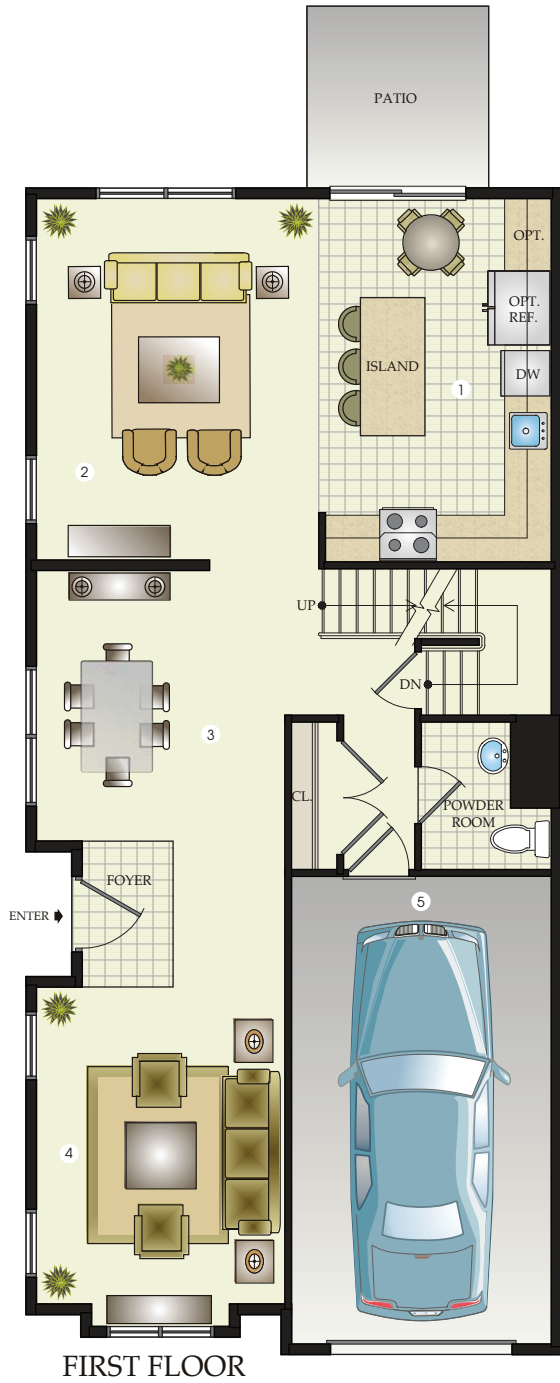 PATIO
OPT.
OPT.
REF.
ISLAND
DW
1
2
UP
DN
3
CL.
POWDER
ROOM
FOYER
ENTER
5
4
FIRST FLOOR